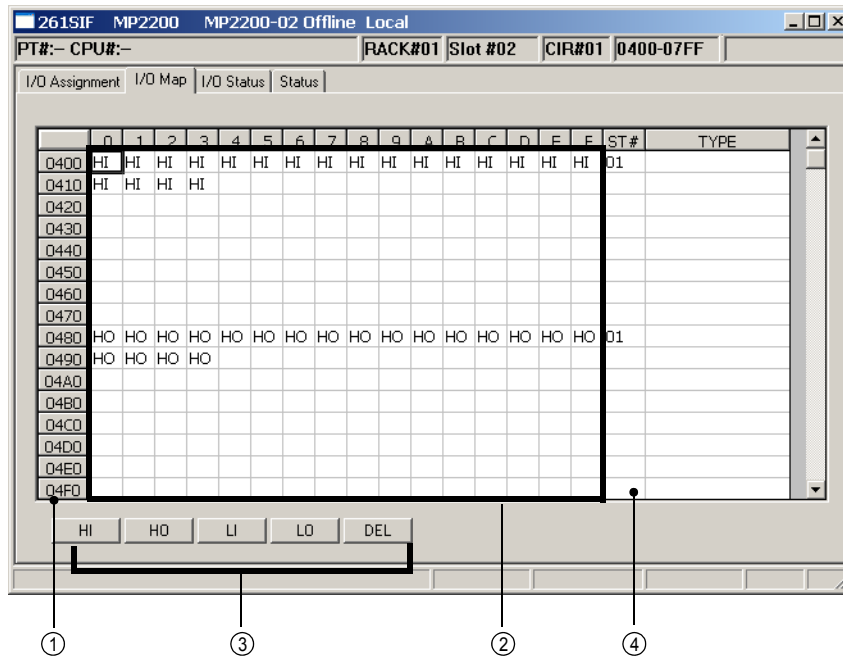 261SIF MP2200 MP2200-02 Offline Local
PT#:– CPU#:– RACK#01 Slot #02 CIR#01 0400-07FF
I/O Assignment I/O Map I/O Status Status
0 1 2 3 4 5 6 7 8 9 A B C D E F ST# TYPE
0400 HI HI HI HI HI HI HI HI HI HI HI HI HI HI HI HI 01
0410 HI HI HI HI
0420
0430
0440
0450
0460
0470
0480 HO HO HO HO HO HO HO HO HO HO HO HO HO HO HO HO 01
0490 HO HO HO HO
04A0
04B0
04C0
04D0
04E0
04F0
HI HO LI LO DEL
① ③ ② ④